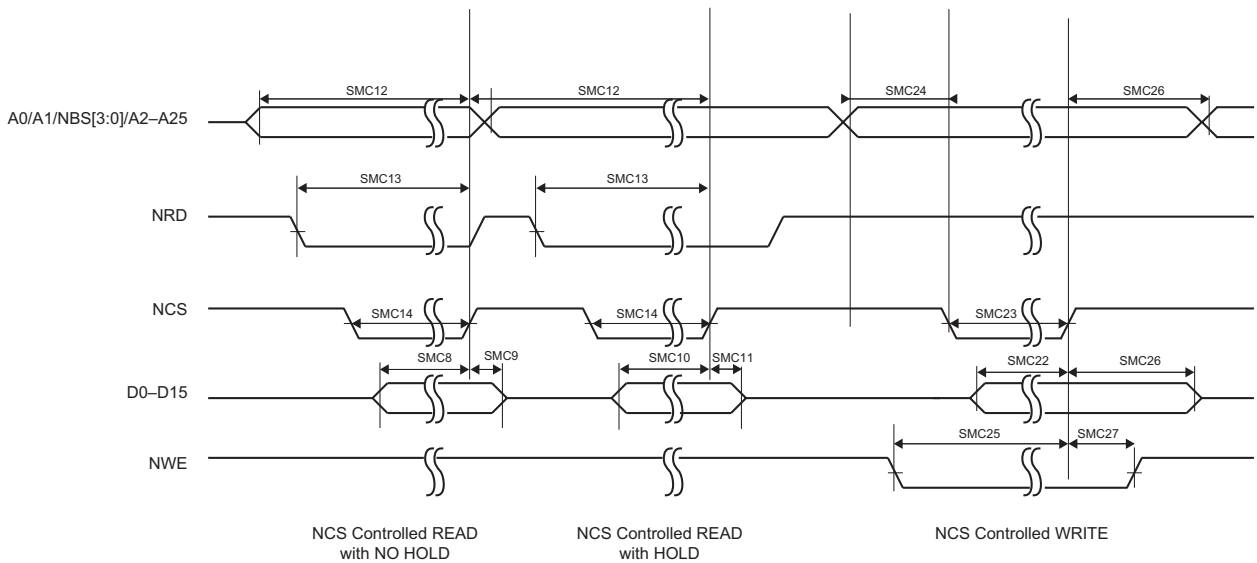 SMC12
SMC12
SMC24
SMC26
A0/A1/NBS[3:0]/A2–A25
SMC13
SMC13
NRD
NCS
SMC14
SMC14
SMC23
SMC8
SMC9
SMC10
SMC11
SMC22
SMC26
D0–D15
SMC25
SMC27
NWE
NCS Controlled READ
with NO HOLD
NCS Controlled READ
with HOLD
NCS Controlled WRITE